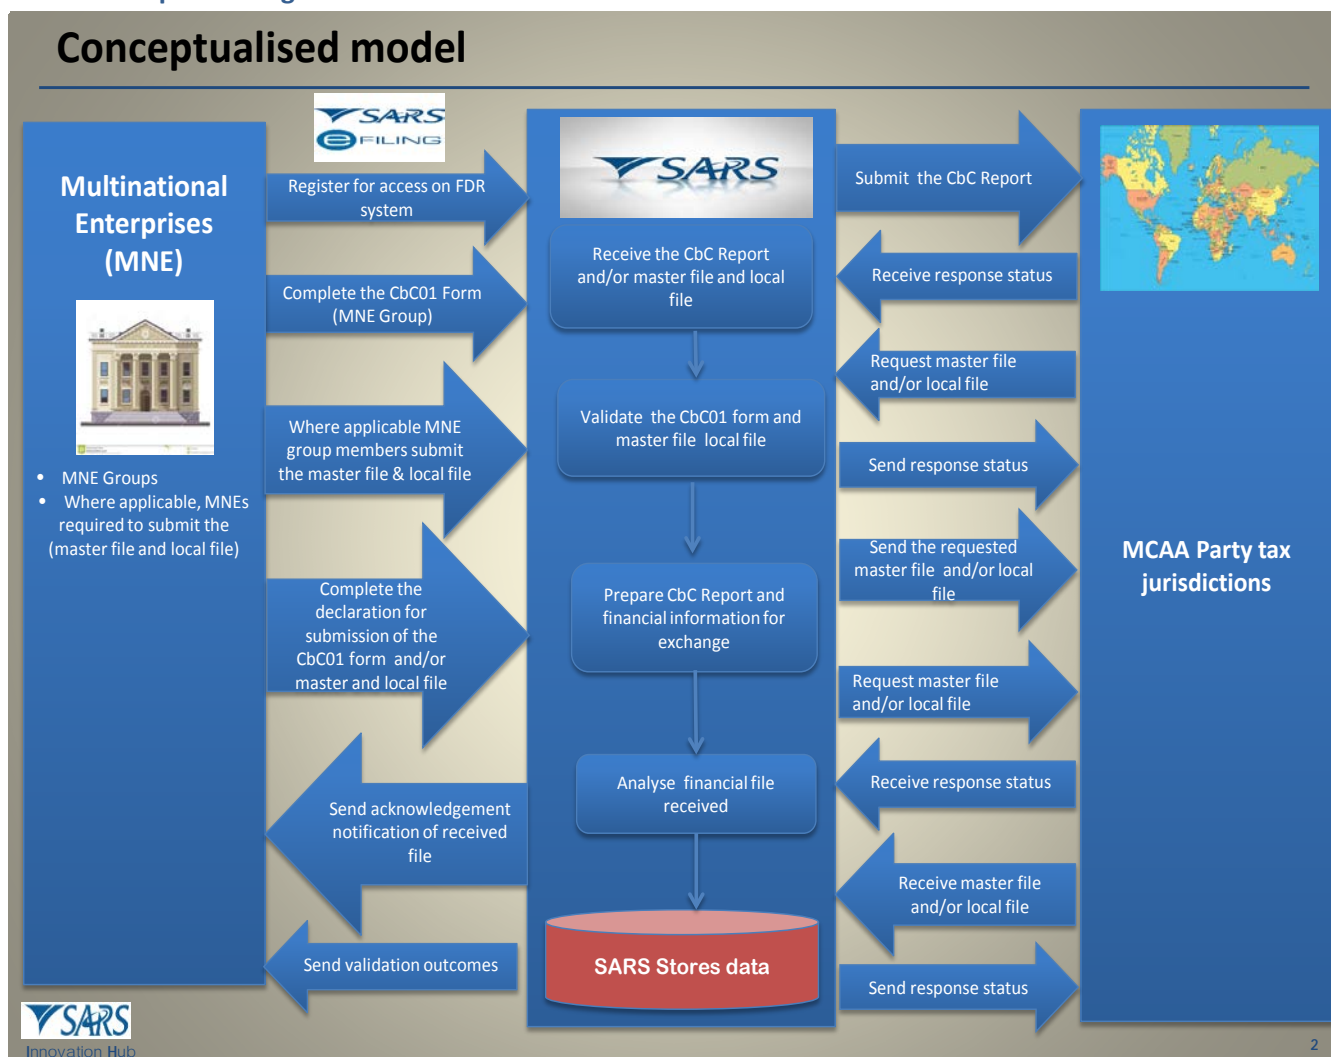 Conceptualised model
SARS
e FILING
Multinational
Enterprises
(MNE)
• MNE Groups
• Where applicable, MNEs
required to submit the
(master file and local file)
Register for access on FDR
system
Complete the CbC01 Form
(MNE Group)
Where applicable MNE
group members submit
the master file & local file
Complete the
declaration for
submission of the
CbC01 form and/or
master and local file
Send acknowledgement
notification of received
file
Send validation outcomes
SARS
Receive the CbC Report
and/or master file and local
file
Validate the CbC01 form and
master file local file
Prepare CbC Report and
financial information for
exchange
Analyse financial file
received
SARS Stores data
Submit the CbC Report
Receive response status
Request master file
and/or local file
Send response status
Send the requested
master file and/or local
file
Request master file
and/or local file
Receive response status
Receive master file
and/or local file
Send response status
MCAA Party tax
jurisdictions
SARS
Innovation Hub
2